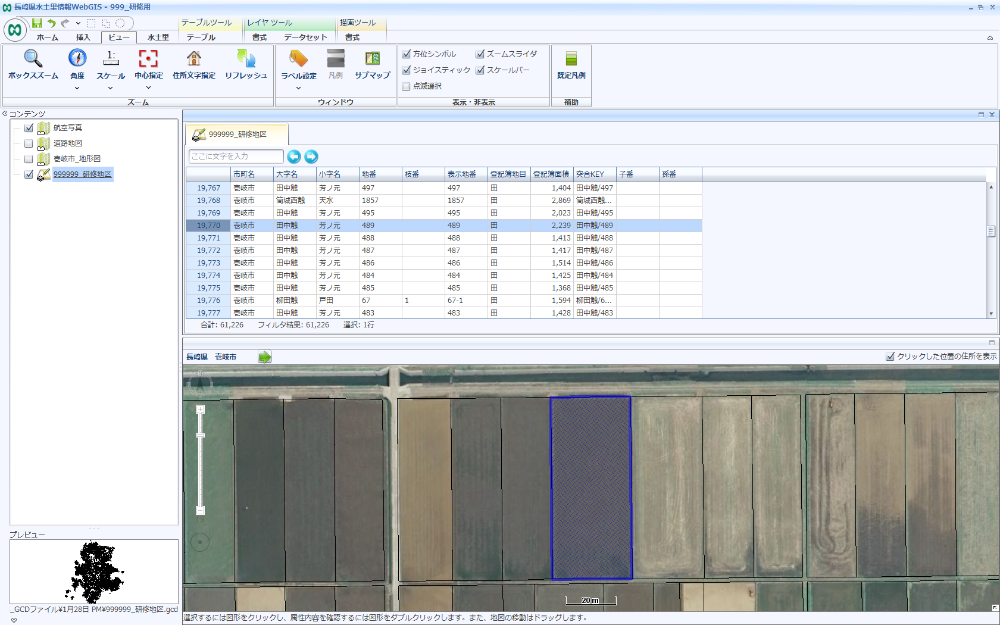 長崎県水土里情報WebGIS - 999_研修用
テーブルツール レイヤ ツール 描画ツール
ホーム 挿入 ビュー 水土里 テーブル 書式 データセット 書式
ボックスズーム 角度 スケール 中心指定 住所文字指定 リフレッシュ
1:
ズーム
ラベル設定 凡例 サブマップ
ウィンドウ
方位シンボル ズームスライダ
ジョイスティック スケールバー
点滅選択
表示・非表示
既定凡例
補助
コンテンツ
航空写真
道路地図
壱岐市_地形図
999999_研修地区
999999_研修地区
ここに文字を入力
市町名 大字名 小字名 地番 枝番 表示地番 登記簿地目 登記簿面積 突合KEY 子番 孫番
19,767 壱岐市 田中触 芳ノ元 497 497 田 1,404 田中触/497
19,768 壱岐市 筒城西触 天水 1857 1857 田 2,869 筒城西触...
19,769 壱岐市 田中触 芳ノ元 495 495 田 2,023 田中触/495
19,770 壱岐市 田中触 芳ノ元 489 489 田 2,239 田中触/489
19,771 壱岐市 田中触 芳ノ元 488 488 田 1,413 田中触/488
19,772 壱岐市 田中触 芳ノ元 487 487 田 1,417 田中触/487
19,773 壱岐市 田中触 芳ノ元 486 486 田 1,514 田中触/486
19,774 壱岐市 田中触 芳ノ元 484 484 田 1,425 田中触/484
19,775 壱岐市 田中触 芳ノ元 485 485 田 1,368 田中触/485
19,776 壱岐市 柳田触 戸田 67 1 67-1 田 1,594 柳田触/6...
19,777 壱岐市 田中触 芳ノ元 483 483 田 1,428 田中触/483
合計: 61,226 フィルタ結果: 61,226 選択: 1行
長崎県 壱岐市
クリックした位置の住所を表示
19
20 m
プレビュー
_GCDファイル¥1月28日 PM¥999999_研修地区.gcd
選択するには図形をクリックし、属性内容を確認するには図形をダブルクリックします。また、地図の移動はドラッグします。